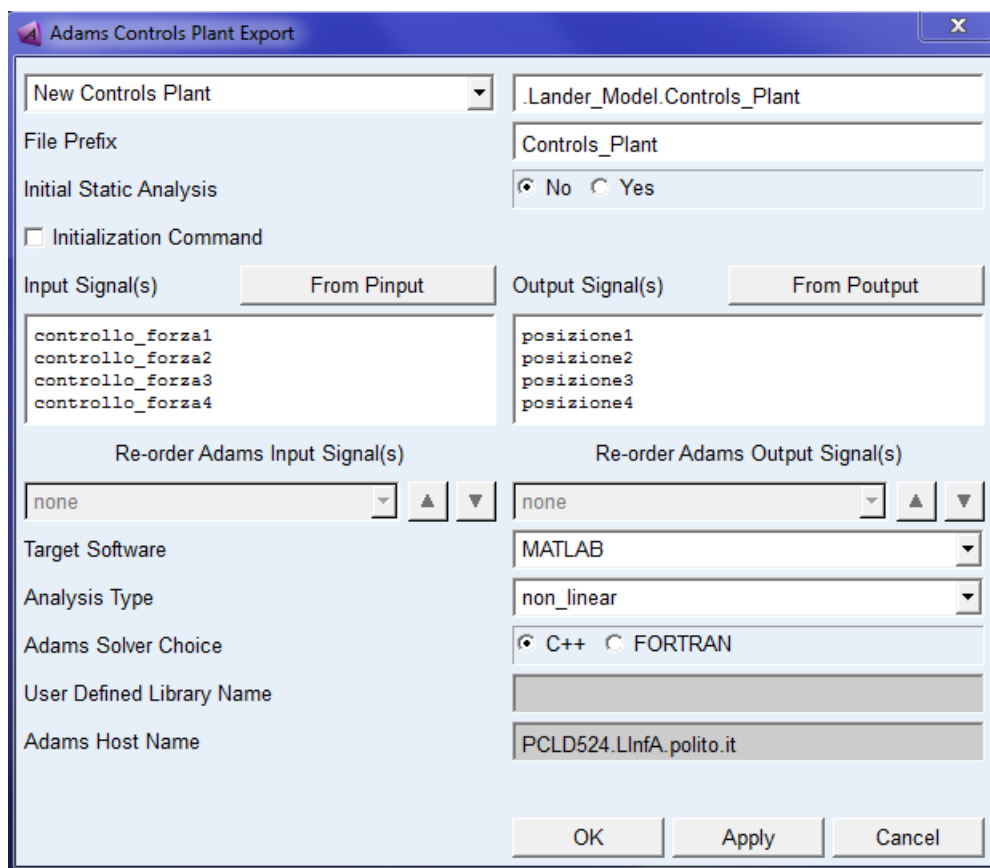 Adams Controls Plant Export
x
New Controls Plant
.Lander_Model.Controls_Plant
File Prefix
Controls_Plant
Initial Static Analysis
No Yes
Initialization Command
Input Signal(s)
From Pinput
Output Signal(s)
From Poutput
controllo_forza1
controllo_forza2
controllo_forza3
controllo_forza4
posizione1
posizione2
posizione3
posizione4
Re-order Adams Input Signal(s)
Re-order Adams Output Signal(s)
none
none
Target Software
MATLAB
Analysis Type
non_linear
Adams Solver Choice
C++ FORTRAN
User Defined Library Name
Adams Host Name
PCLD524.LInfA.polito.it
OK
Apply
Cancel